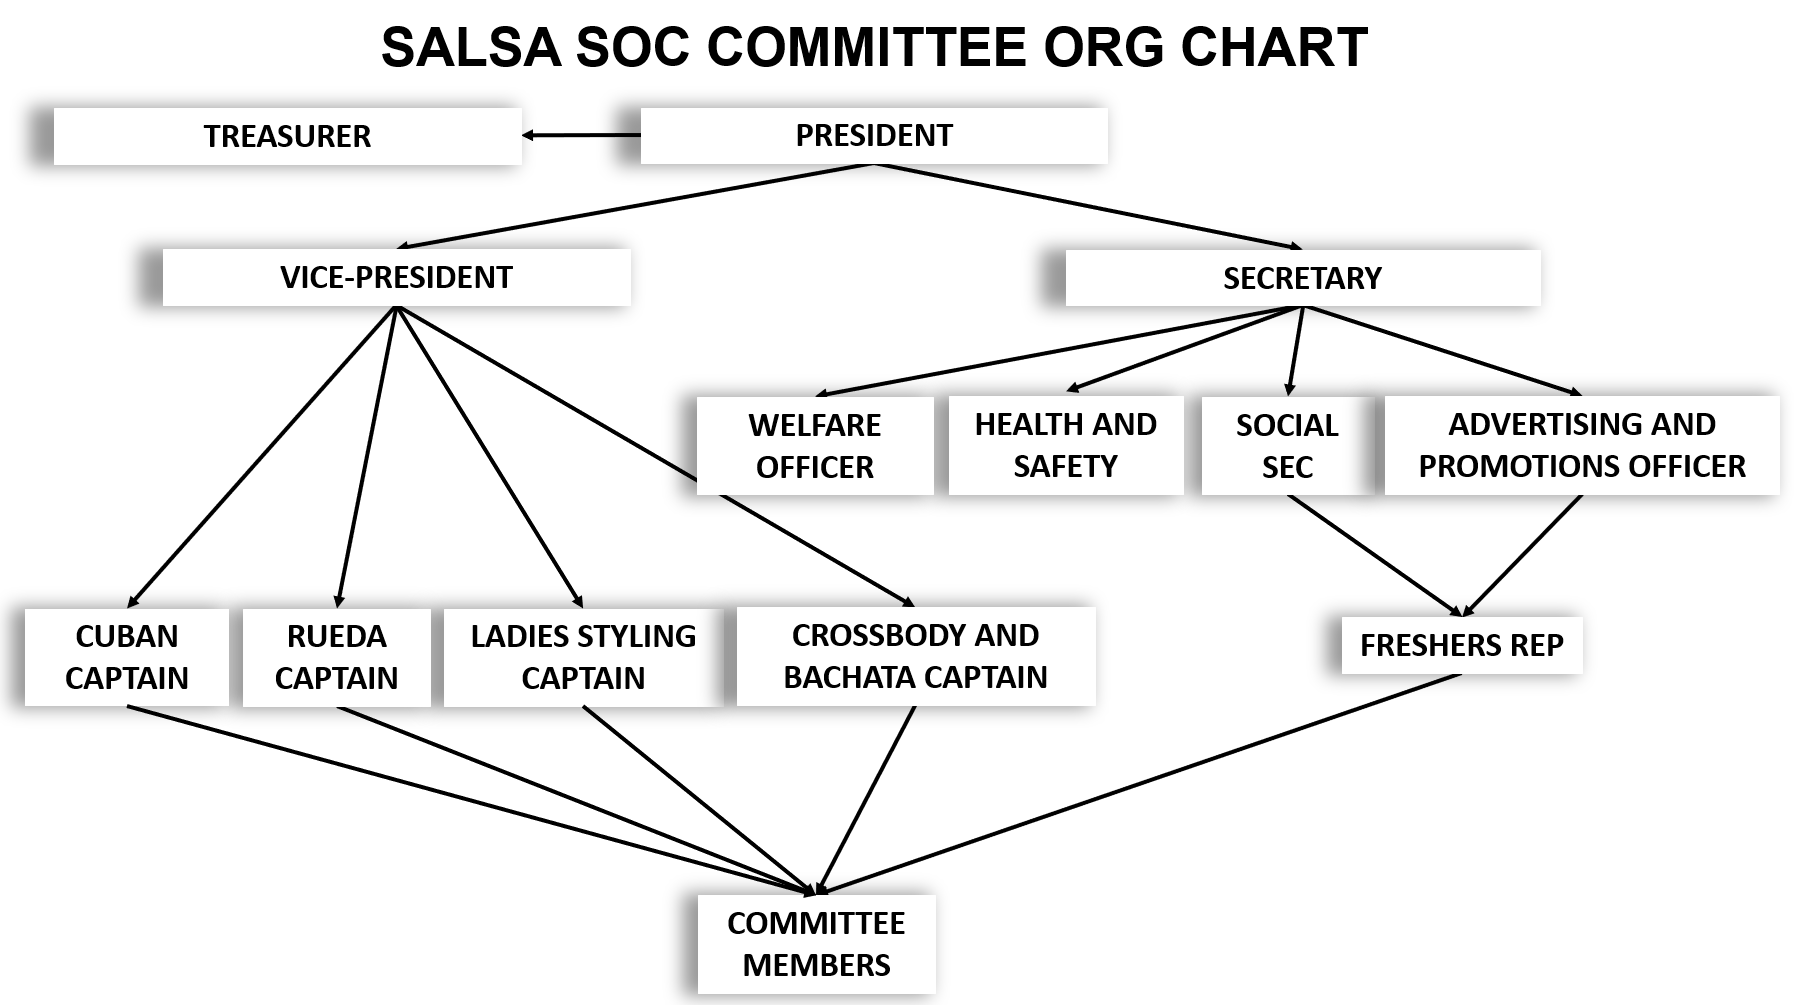 SALSA SOC COMMITTEE ORG CHART
TREASURER
PRESIDENT
VICE-PRESIDENT
SECRETARY
WELFARE
OFFICER
HEALTH AND
SAFETY
SOCIAL
SEC
ADVERTISING AND
PROMOTIONS OFFICER
CUBAN
CAPTAIN
RUEDA
CAPTAIN
LADIES STYLING
CAPTAIN
CROSSBODY AND
BACHATA CAPTAIN
FRESHERS REP
COMMITTEE
MEMBERS